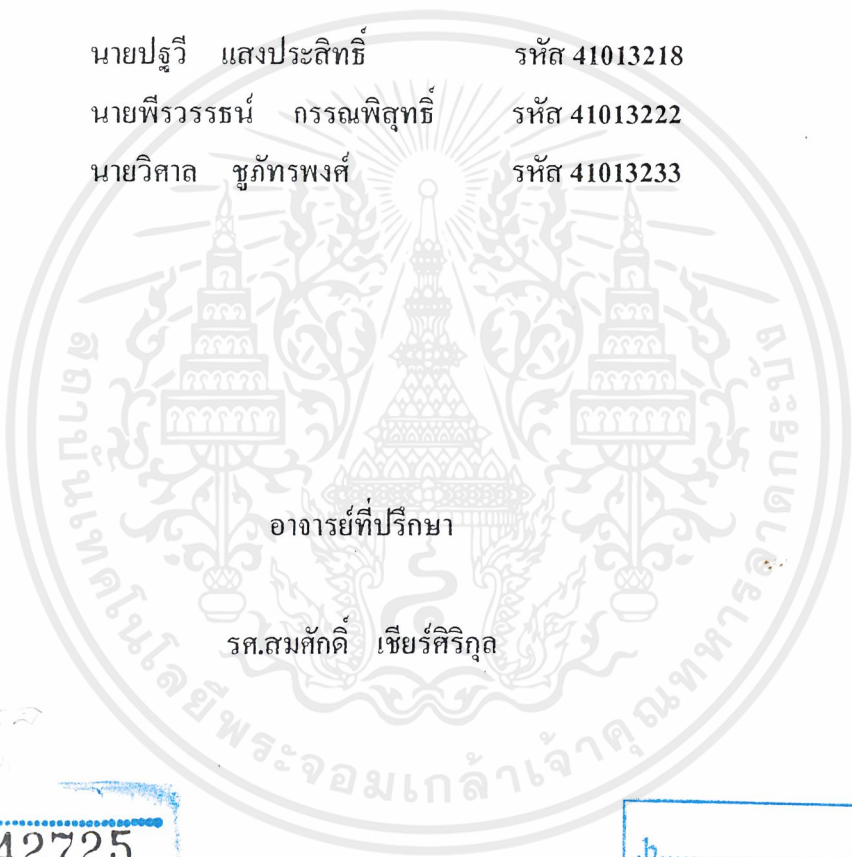 นายปฐวี แสงประสิทธิ์ รหัส 41013218
นายพีรวรรธน์ กรรณพิสุทธิ์ รหัส 41013222
นายวิศาล ชูภัทรพงศ์ รหัส 41013233
อาจารย์ที่ปรึกษา
รศ.สมศักดิ์ เชียร์ศิริกุล
สถาบันเทคโนโลยีพระจอมเกล้าเจ้าคุณทหารลาดกระบัง
42725
.b